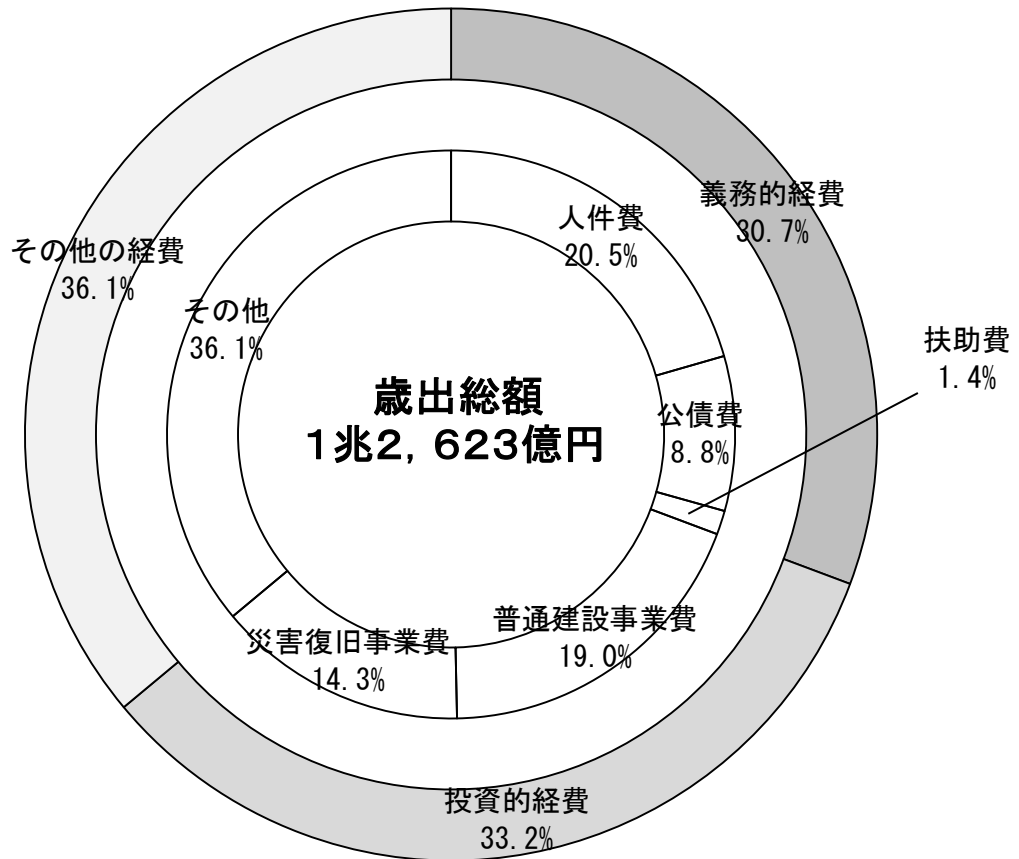 義務的経費
30.7%
人件費
20.5%
その他の経費
36.1%
その他
36.1%
扶助費
1.4%
歳出総額
1兆2,623億円
公債費
8.8%
普通建設事業費
19.0%
災害復旧事業費
14.3%
投資的経費
33.2%